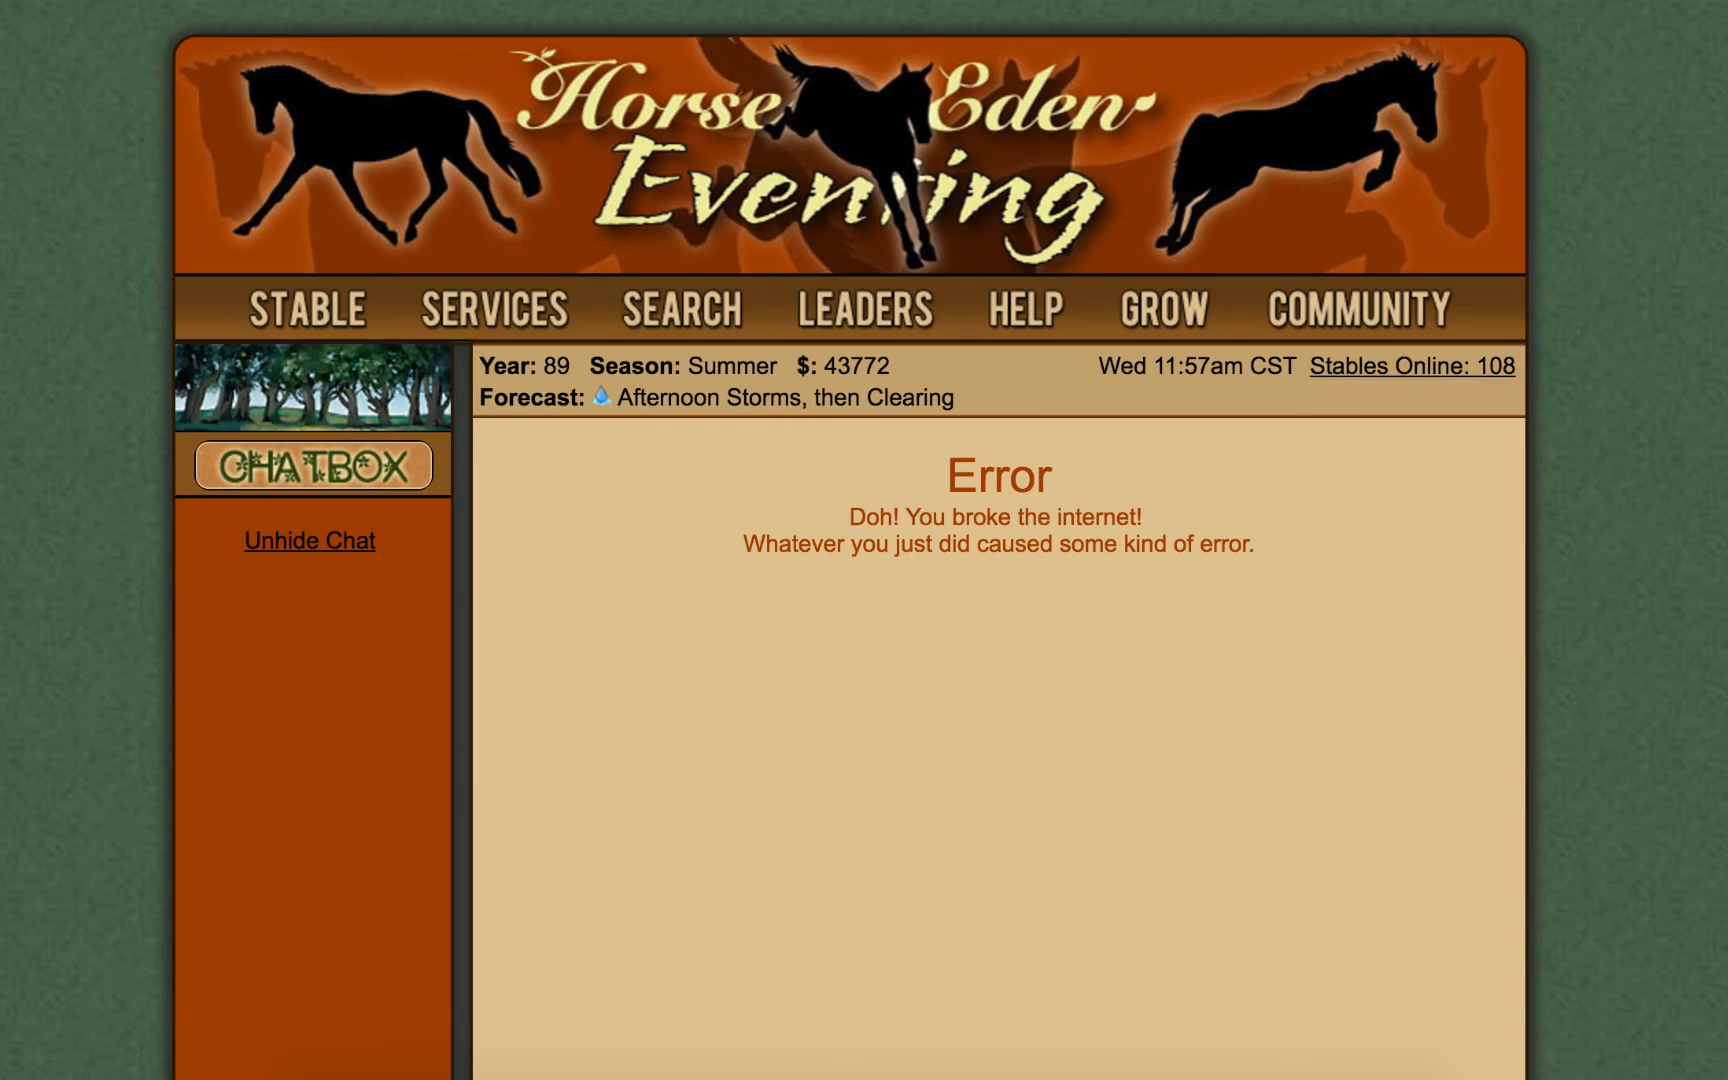 Horse Eden
Eventing
STABLE SERVICES SEARCH LEADERS HELP GROW COMMUNITY
Year: 89 Season: Summer $: 43772 Wed 11:57am CST Stables Online: 108
Forecast: Afternoon Storms, then Clearing
CHATBOX
Unhide Chat
Error
Doh! You broke the internet!
Whatever you just did caused some kind of error.